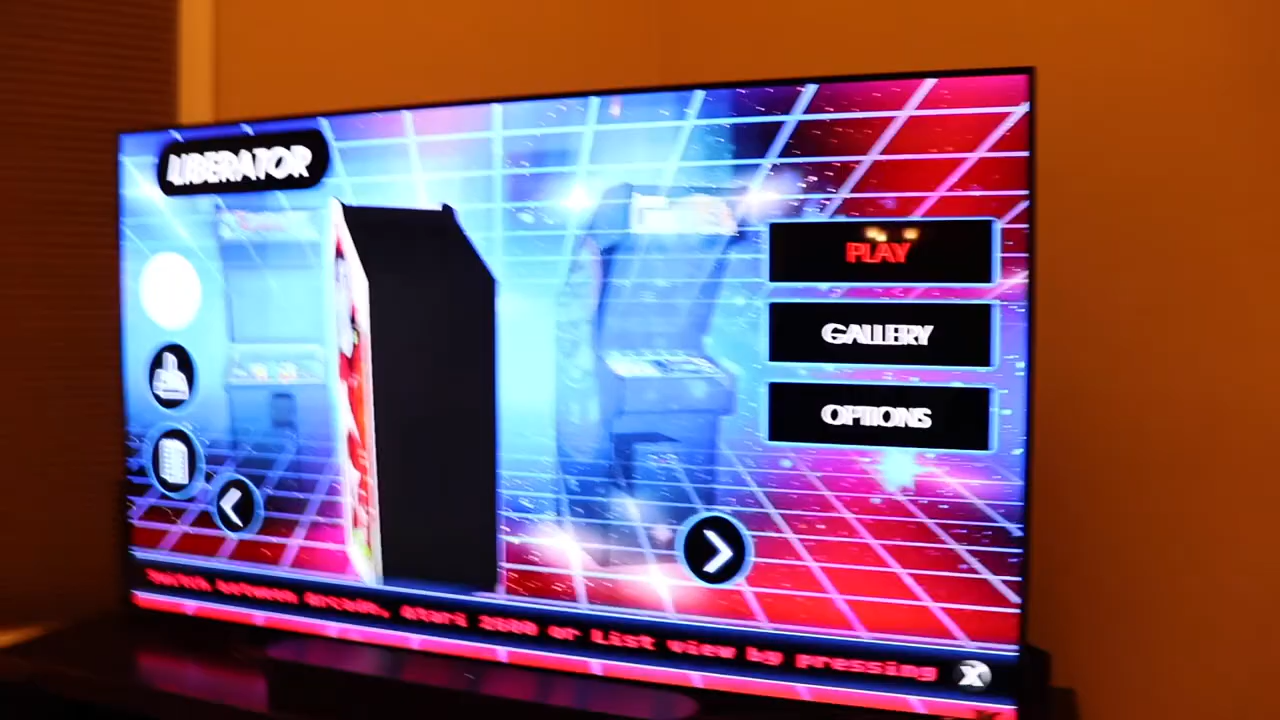 LIBERATOR
PLAY
GALLERY
OPTIONS
Switch between Arcade, Atari 2600 or List view by pressing X